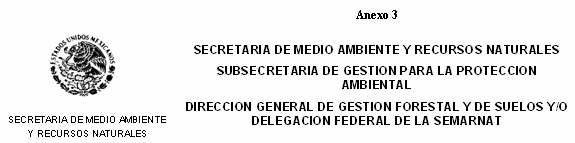 Anexo 3
ESTADOS UNIDOS MEXICANOS
SECRETARIA DE MEDIO AMBIENTE
Y RECURSOS NATURALES
SECRETARIA DE MEDIO AMBIENTE Y RECURSOS NATURALES
SUBSECRETARIA DE GESTION PARA LA PROTECCION
AMBIENTAL
DIRECCION GENERAL DE GESTION FORESTAL Y DE SUELOS Y/O
DELEGACION FEDERAL DE LA SEMARNAT